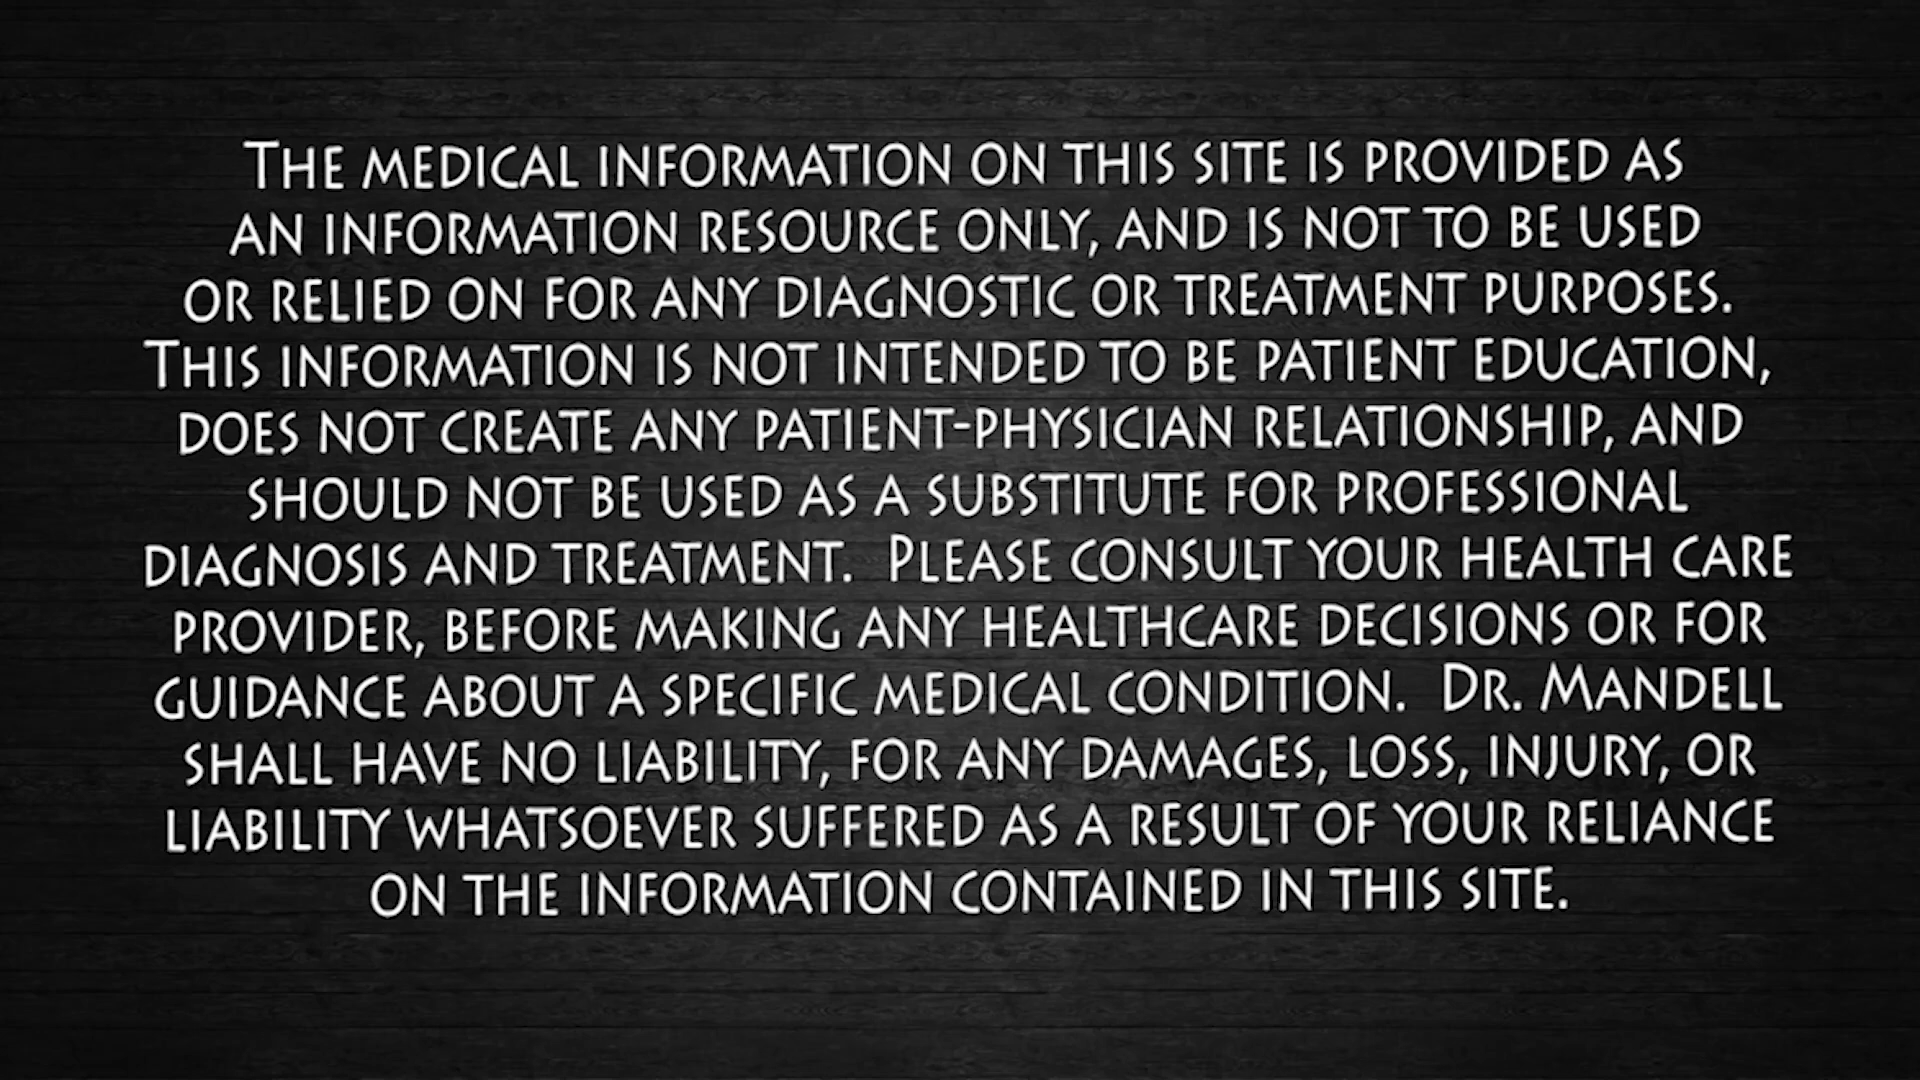 The medical information on this site is provided as
an information resource only, and is not to be used
or relied on for any diagnostic or treatment purposes.
This information is not intended to be patient education,
does not create any patient-physician relationship, and
should not be used as a substitute for professional
diagnosis and treatment.  Please consult your health care
provider, before making any healthcare decisions or for
guidance about a specific medical condition.  Dr. Mandell
shall have no liability, for any damages, loss, injury, or
liability whatsoever suffered as a result of your reliance
on the information contained in this site.